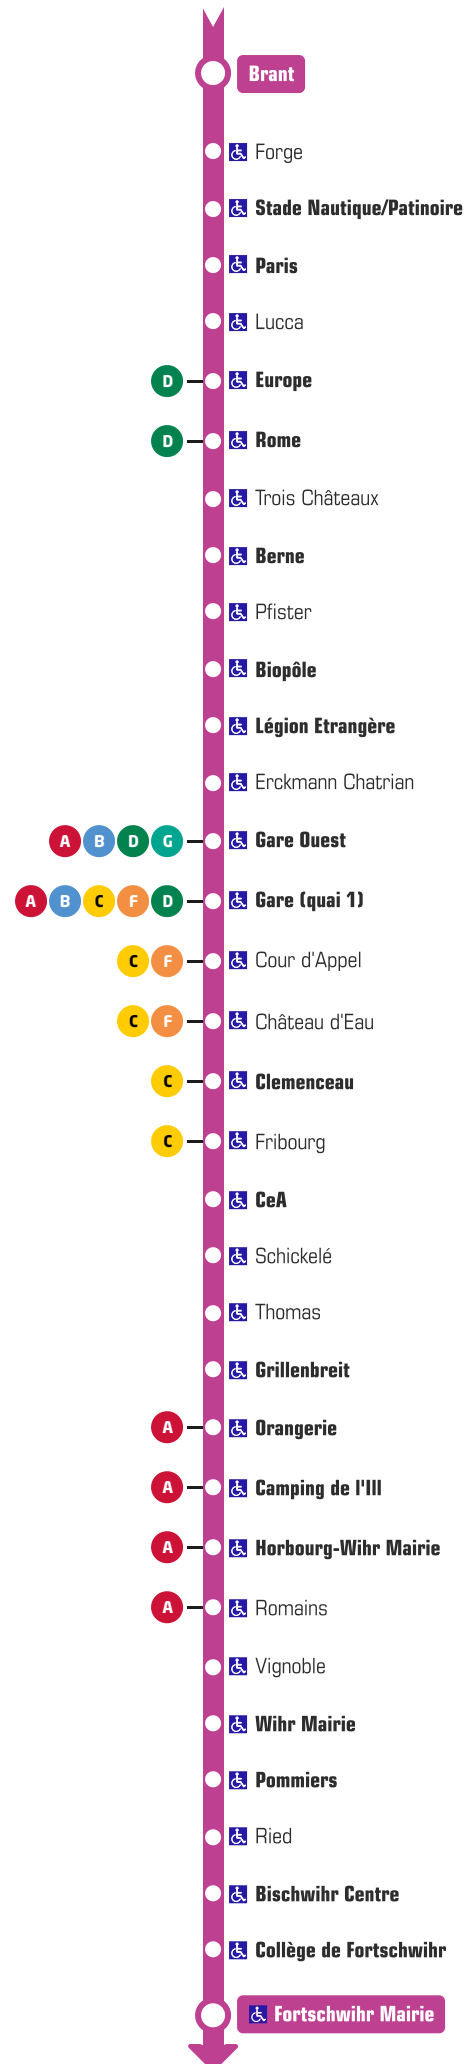 Brant
Forge
Stade Nautique/Patinoire
Paris
Lucca
D Europe
D Rome
Trois Châteaux
Berne
Pfister
Biopôle
Légion Etrangère
Erckmann Chatrian
A B D G Gare Ouest
A B C F D Gare (quai 1)
C F Cour d'Appel
C F Château d'Eau
C Clemenceau
C Fribourg
CeA
Schickelé
Thomas
Grillenbreit
A Orangerie
A Camping de l'Ill
A Horbourg-Wihr Mairie
A Romains
Vignoble
Wihr Mairie
Pommiers
Ried
Bischwihr Centre
Collège de Fortschwihr
Fortschwihr Mairie